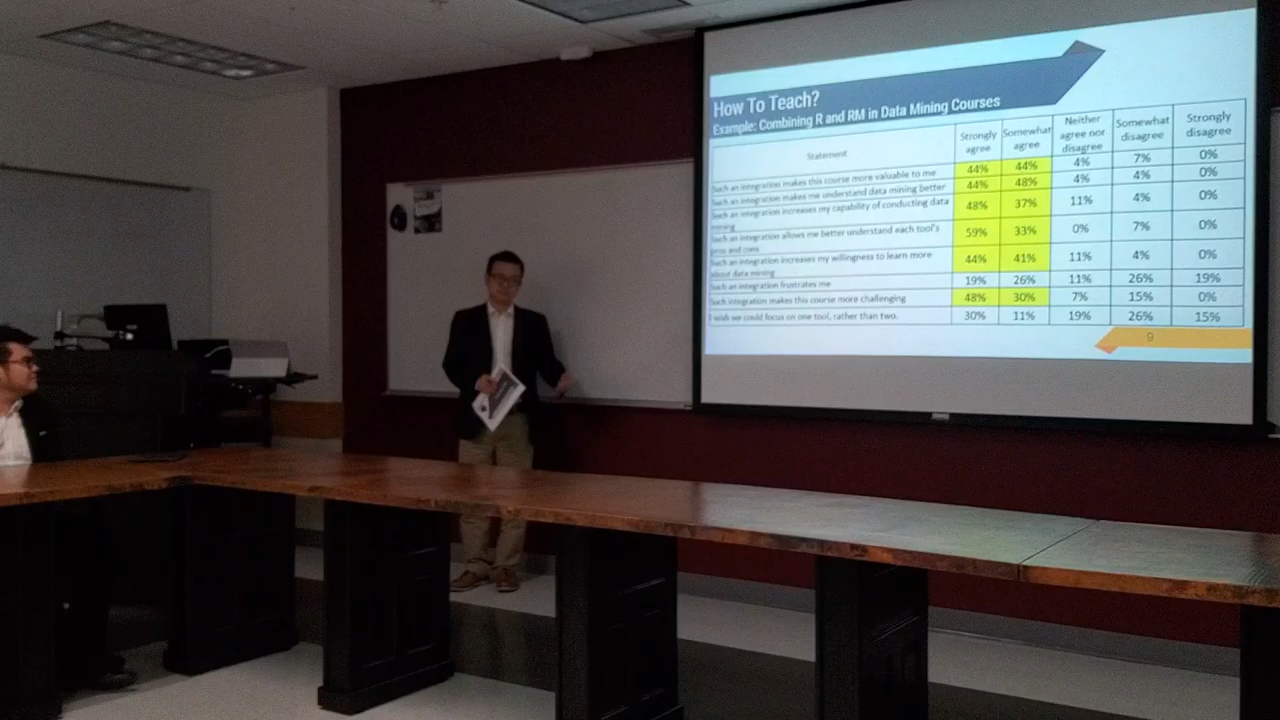 How To Teach?
Example: Combining R and RM in Data Mining Courses
Statement Strongly agree Somewhat agree Neither agree nor disagree Somewhat disagree Strongly disagree
Such an integration makes this course more valuable to me 44% 44% 4% 7% 0%
Such an integration makes me understand data mining better 44% 48% 4% 4% 0%
Such an integration increases my capability of conducting data mining 48% 37% 11% 4% 0%
Such an integration allows me better understand each tool's pros and cons 59% 33% 0% 7% 0%
Such an integration increases my willingness to learn more about data mining 44% 41% 11% 4% 0%
Such an integration frustrates me 19% 26% 11% 26% 19%
Such integration makes this course more challenging 48% 30% 7% 15% 0%
I wish we could focus on one tool, rather than two. 30% 11% 19% 26% 15%
9